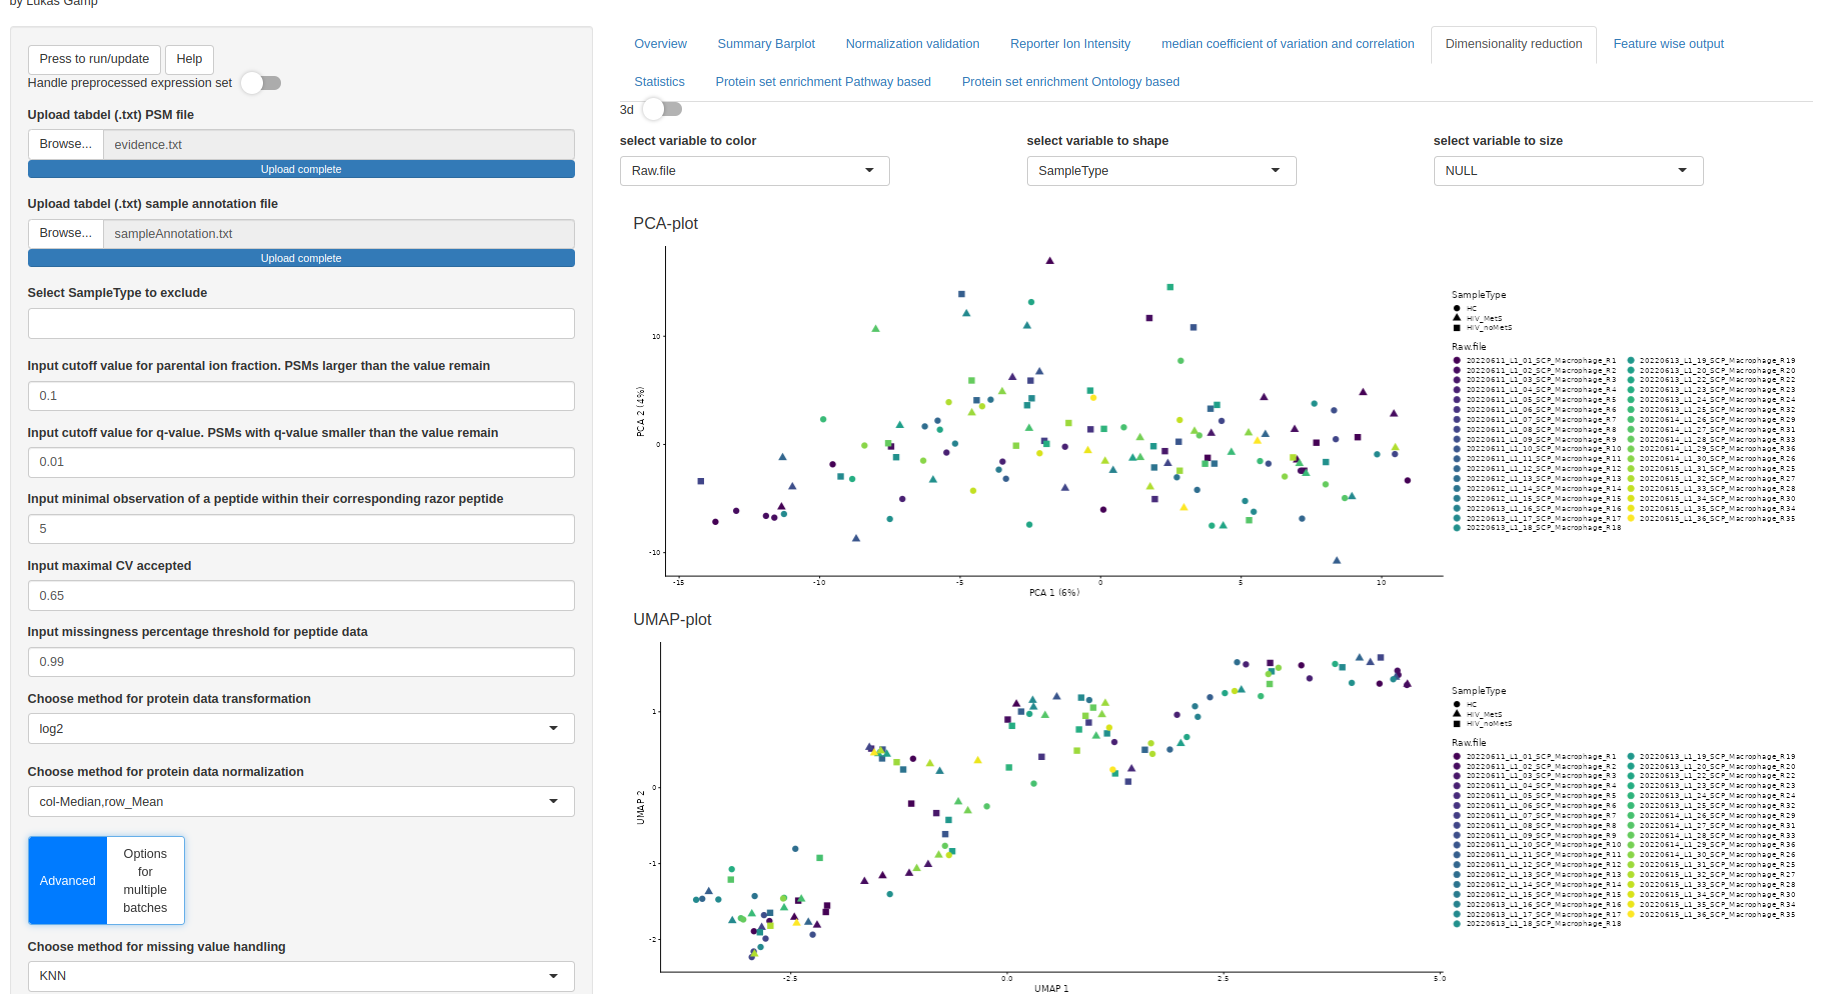 by Lukas Gamp
Press to run/update
Help
Handle preprocessed expression set
Upload tabdel (.txt) PSM file
Browse...
evidence.txt
Upload complete
Upload tabdel (.txt) sample annotation file
Browse...
sampleAnnotation.txt
Upload complete
Select SampleType to exclude
Input cutoff value for parental ion fraction. PSMs larger than the value remain
0.1
Input cutoff value for q-value. PSMs with q-value smaller than the value remain
0.01
Input minimal observation of a peptide within their corresponding razor peptide
5
Input maximal CV accepted
0.65
Input missingness percentage threshold for peptide data
0.99
Choose method for protein data transformation
log2
Choose method for protein data normalization
col-Median,row_Mean
Advanced
Options
for
multiple
batches
Choose method for missing value handling
KNN
Overview
Summary Barplot
Normalization validation
Reporter Ion Intensity
median coefficient of variation and correlation
Dimensionality reduction
Feature wise output
Statistics
Protein set enrichment Pathway based
Protein set enrichment Ontology based
3d
select variable to color
Raw.file
select variable to shape
SampleType
select variable to size
NULL
PCA-plot
PCA 2 (4%)
10
0
-10
-15
-10
-5
0
5
10
PCA 1 (6%)
SampleType
HC
HIV_MetS
HIV_noMetS
Raw.file
20220611_L1_01_SCP_Macrophage_R1
20220611_L1_02_SCP_Macrophage_R2
20220611_L1_03_SCP_Macrophage_R3
20220611_L1_04_SCP_Macrophage_R4
20220611_L1_05_SCP_Macrophage_R5
20220611_L1_06_SCP_Macrophage_R6
20220611_L1_07_SCP_Macrophage_R7
20220611_L1_08_SCP_Macrophage_R8
20220611_L1_09_SCP_Macrophage_R9
20220611_L1_10_SCP_Macrophage_R10
20220611_L1_11_SCP_Macrophage_R11
20220611_L1_12_SCP_Macrophage_R12
20220612_L1_13_SCP_Macrophage_R13
20220612_L1_14_SCP_Macrophage_R14
20220612_L1_15_SCP_Macrophage_R15
20220613_L1_16_SCP_Macrophage_R16
20220613_L1_17_SCP_Macrophage_R17
20220613_L1_18_SCP_Macrophage_R18
20220613_L1_19_SCP_Macrophage_R19
20220613_L1_20_SCP_Macrophage_R20
20220613_L1_22_SCP_Macrophage_R22
20220613_L1_23_SCP_Macrophage_R23
20220613_L1_24_SCP_Macrophage_R24
20220613_L1_25_SCP_Macrophage_R32
20220614_L1_26_SCP_Macrophage_R29
20220614_L1_27_SCP_Macrophage_R31
20220614_L1_28_SCP_Macrophage_R33
20220614_L1_29_SCP_Macrophage_R36
20220614_L1_30_SCP_Macrophage_R26
20220615_L1_31_SCP_Macrophage_R25
20220615_L1_32_SCP_Macrophage_R27
20220615_L1_33_SCP_Macrophage_R28
20220615_L1_34_SCP_Macrophage_R30
20220615_L1_35_SCP_Macrophage_R34
20220615_L1_36_SCP_Macrophage_R35
UMAP-plot
UMAP 2
1
0
-1
-2
-2.5
0.0
2.5
5.0
UMAP 1
SampleType
HC
HIV_MetS
HIV_noMetS
Raw.file
20220611_L1_01_SCP_Macrophage_R1
20220611_L1_02_SCP_Macrophage_R2
20220611_L1_03_SCP_Macrophage_R3
20220611_L1_04_SCP_Macrophage_R4
20220611_L1_05_SCP_Macrophage_R5
20220611_L1_06_SCP_Macrophage_R6
20220611_L1_07_SCP_Macrophage_R7
20220611_L1_08_SCP_Macrophage_R8
20220611_L1_09_SCP_Macrophage_R9
20220611_L1_10_SCP_Macrophage_R10
20220611_L1_11_SCP_Macrophage_R11
20220611_L1_12_SCP_Macrophage_R12
20220612_L1_13_SCP_Macrophage_R13
20220612_L1_14_SCP_Macrophage_R14
20220612_L1_15_SCP_Macrophage_R15
20220613_L1_16_SCP_Macrophage_R16
20220613_L1_17_SCP_Macrophage_R17
20220613_L1_18_SCP_Macrophage_R18
20220613_L1_19_SCP_Macrophage_R19
20220613_L1_20_SCP_Macrophage_R20
20220613_L1_22_SCP_Macrophage_R22
20220613_L1_23_SCP_Macrophage_R23
20220613_L1_24_SCP_Macrophage_R24
20220613_L1_25_SCP_Macrophage_R32
20220614_L1_26_SCP_Macrophage_R29
20220614_L1_27_SCP_Macrophage_R31
20220614_L1_28_SCP_Macrophage_R33
20220614_L1_29_SCP_Macrophage_R36
20220614_L1_30_SCP_Macrophage_R26
20220615_L1_31_SCP_Macrophage_R25
20220615_L1_32_SCP_Macrophage_R27
20220615_L1_33_SCP_Macrophage_R28
20220615_L1_34_SCP_Macrophage_R30
20220615_L1_35_SCP_Macrophage_R34
20220615_L1_36_SCP_Macrophage_R35